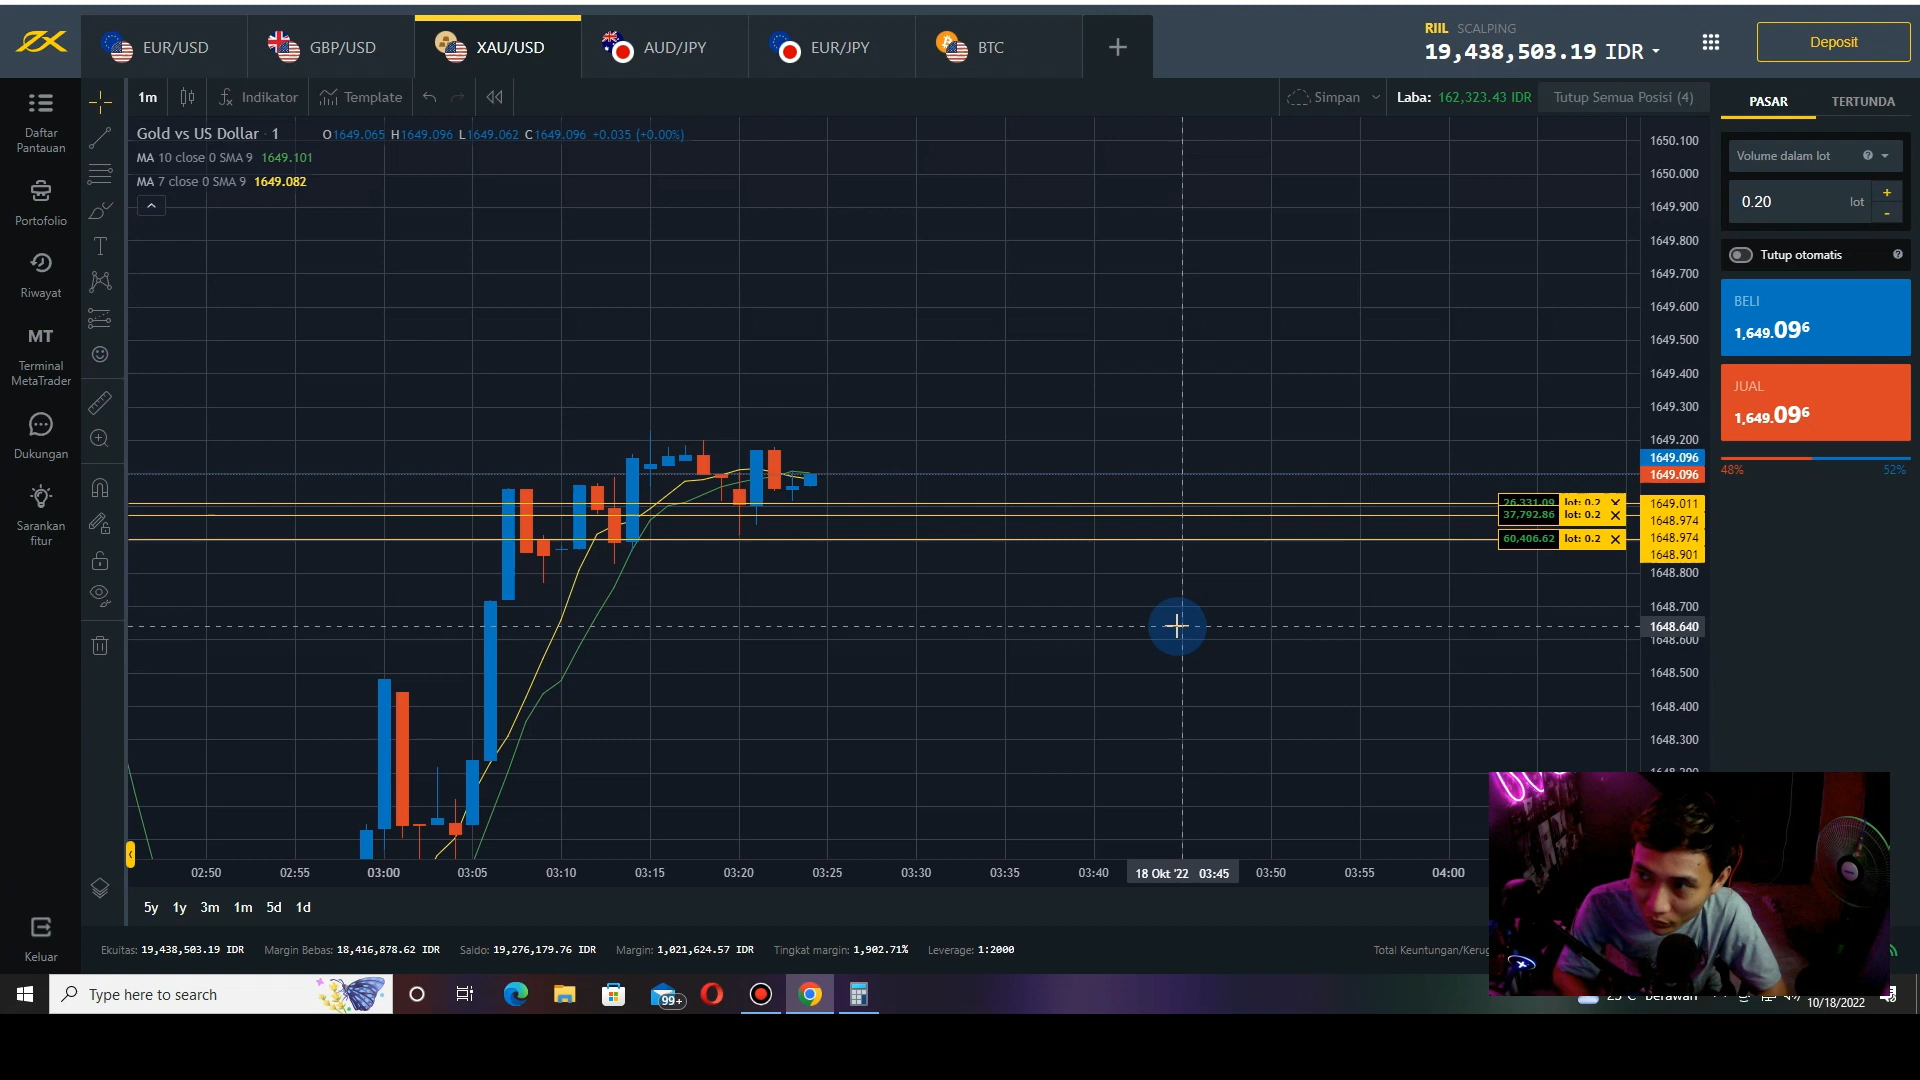 EUR/USD
GBP/USD
XAU/USD
AUD/JPY
EUR/JPY
BTC
+
RIIL SCALPING
19,438,503.19 IDR
Deposit
Daftar
Pantauan
Portofolio
Riwayat
MT
Terminal
MetaTrader
Dukungan
Sarankan
fitur
Keluar
1m
Indikator
Template
Simpan
Laba: 162,323.43 IDR
Tutup Semua Posisi (4)
Gold vs US Dollar · 1
O1649.065 H1649.096 L1649.062 C1649.096 +0.035 (+0.00%)
MA 10 close 0 SMA 9 1649.101
MA 7 close 0 SMA 9 1649.082
1650.100
1650.000
1649.900
1649.800
1649.700
1649.600
1649.500
1649.400
1649.300
1649.200
1649.096
1649.096
26,331.09 lot: 0.2
1649.011
37,792.86 lot: 0.2
1648.974
1648.974
60,406.62 lot: 0.2
1648.901
1648.800
1648.700
1648.640
1648.600
1648.500
1648.400
1648.300
02:50 02:55 03:00 03:05 03:10 03:15 03:20 03:25 03:30 03:35 03:40 18 Okt '22 03:45 03:50 03:55 04:00
5y 1y 3m 1m 5d 1d
Ekuitas: 19,438,503.19 IDR Margin Bebas: 18,416,878.62 IDR Saldo: 19,276,179.76 IDR Margin: 1,021,624.57 IDR Tingkat margin: 1,902.71% Leverage: 1:2000
Total Keuntungan/Kerug
PASAR
TERTUNDA
Volume dalam lot
0.20 lot
+
-
Tutup otomatis
BELI
1,649.096
JUAL
1,649.096
48% 52%
Type here to search
99+
10/18/2022